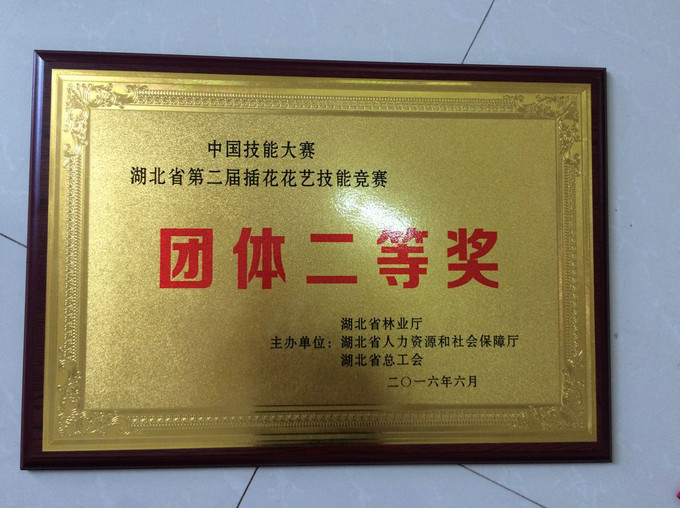 中国技能大赛
湖北省第二届插花花艺技能竞赛
团体二等奖
湖北省林业厅
主办单位：湖北省人力资源和社会保障厅
湖北省总工会
二〇一六年六月